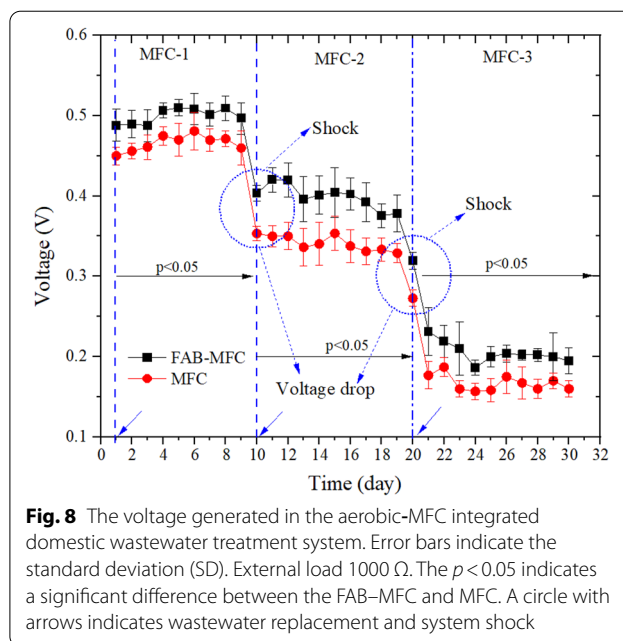 MFC-1
MFC-2
MFC-3
0.6
0.5
0.4
0.3
0.2
0.1
Voltage (V)
Shock
Shock
p<0.05
p<0.05
p<0.05
FAB-MFC
MFC
Voltage drop
0 2 4 6 8 10 12 14 16 18 20 22 24 26 28 30 32
Time (day)
Fig. 8 The voltage generated in the aerobic-MFC integrated
domestic wastewater treatment system. Error bars indicate the
standard deviation (SD). External load 1000 Ω. The p < 0.05 indicates
a significant difference between the FAB–MFC and MFC. A circle with
arrows indicates wastewater replacement and system shock